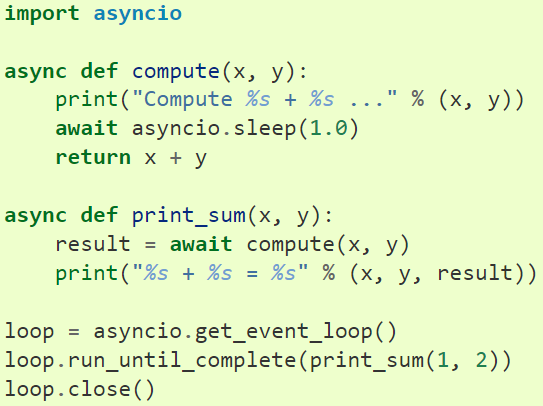 import asyncio

async def compute(x, y):
    print("Compute %s + %s ..." % (x, y))
    await asyncio.sleep(1.0)
    return x + y

async def print_sum(x, y):
    result = await compute(x, y)
    print("%s + %s = %s" % (x, y, result))

loop = asyncio.get_event_loop()
loop.run_until_complete(print_sum(1, 2))
loop.close()